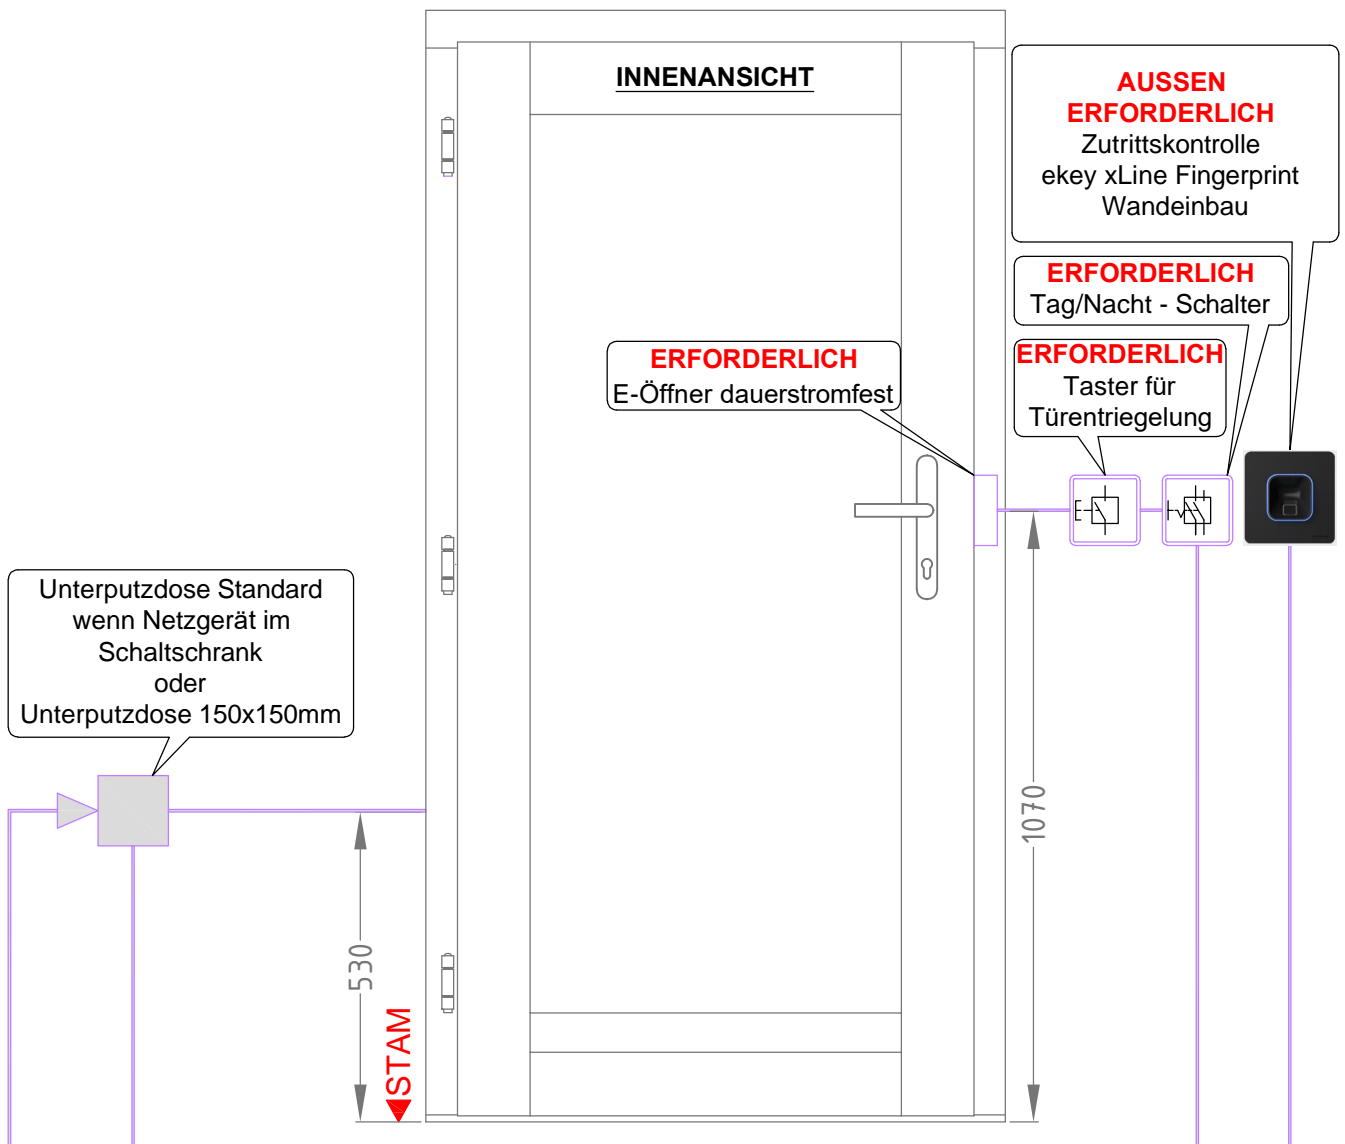 INNENANSICHT
AUSSEN
ERFORDERLICH
Zutrittskontrolle
ekey xLine Fingerprint
Wandeinbau
ERFORDERLICH
Tag/Nacht - Schalter
ERFORDERLICH
Taster für
Türentriegelung
ERFORDERLICH
E-Öffner dauerstromfest
Unterputzdose Standard
wenn Netzgerät im
Schaltschrank
oder
Unterputzdose 150x150mm
530
STAM
1070